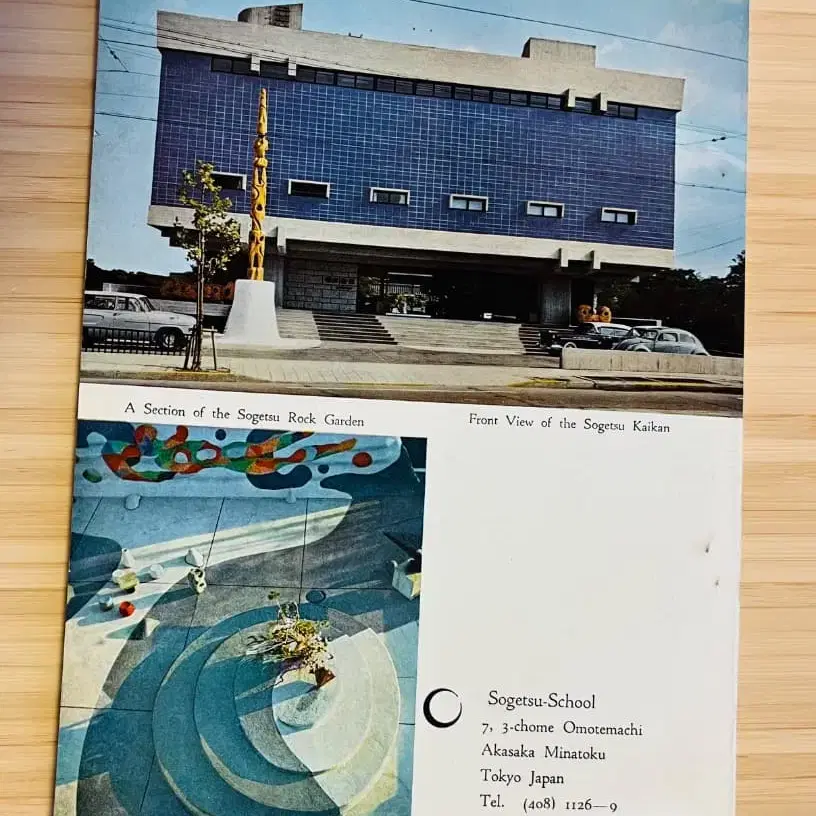 A Section of the Sogetsu Rock Garden
Front View of the Sogetsu Kaikan
Sogetsu-School
7, 3-chome Omotemachi
Akasaka Minatoku
Tokyo Japan
Tel. (408) 1126—9